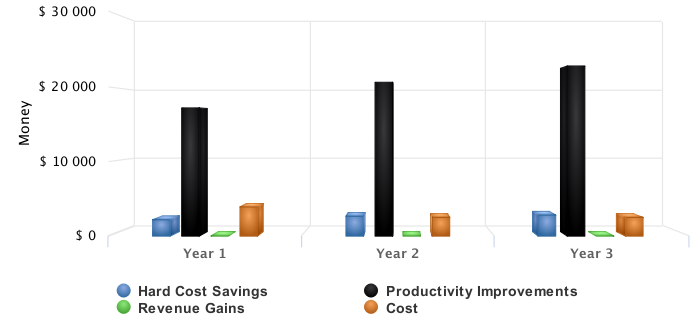 $ 30 000
$ 20 000
$ 10 000
$ 0
Money
Year 1 Year 2 Year 3
Hard Cost Savings Productivity Improvements
Revenue Gains Cost